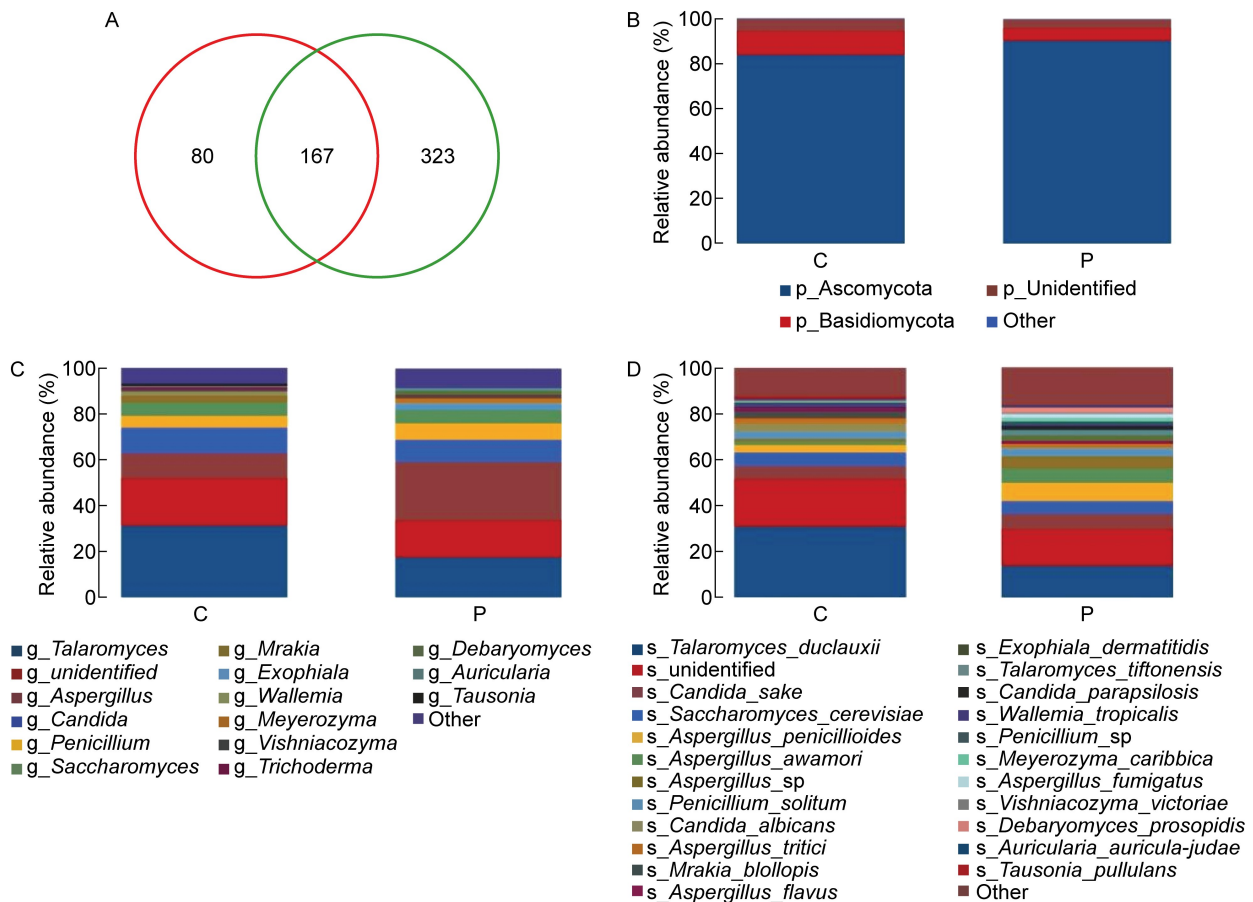 A
80
167
323
B
Relative abundance (%)
100
80
60
40
20
0
C
P
p_Ascomycota
p_Unidentified
p_Basidiomycota
Other
C
Relative abundance (%)
100
80
60
40
20
0
C
P
g_Talaromyces
g_unidentified
g_Aspergillus
g_Candida
g_Penicillium
g_Saccharomyces
g_Mrakia
g_Exophiala
g_Wallemia
g_Meyerozyma
g_Vishniacozyma
g_Trichoderma
g_Debaryomyces
g_Auricularia
g_Tausonia
Other
D
Relative abundance (%)
100
80
60
40
20
0
C
P
s_Talaromyces_duclauxii
s_unidentified
s_Candida_sake
s_Saccharomyces_cerevisiae
s_Aspergillus_penicillioides
s_Aspergillus_awamori
s_Aspergillus_sp
s_Penicillium_solitum
s_Candida_albicans
s_Aspergillus_tritici
s_Mrakia_blollopis
s_Aspergillus_flavus
s_Exophiala_dermatitidis
s_Talaromyces_tiftonensis
s_Candida_parapsilosis
s_Wallemia_tropicalis
s_Penicillium_sp
s_Meyerozyma_caribbica
s_Aspergillus_fumigatus
s_Vishniacozyma_victoriae
s_Debaryomyces_prosopidis
s_Auricularia_auricula-judae
s_Tausonia_pullulans
Other